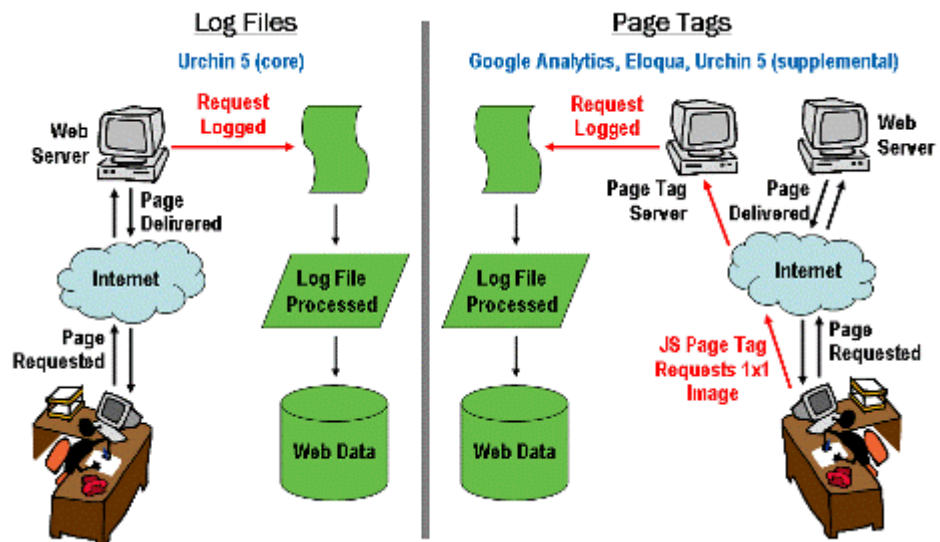 Log Files
Urchin 5 (core)
Request
Logged
Web
Server
Page
Delivered
Internet
Log File
Processed
Page
Requested
Web Data
Page Tags
Google Analytics, Eloqua, Urchin 5 (supplemental)
Request
Logged
Web
Server
Page Tag
Server
Page
Delivered
Internet
Log File
Processed
JS Page Tag
Requests 1x1
Image
Page
Requested
Web Data